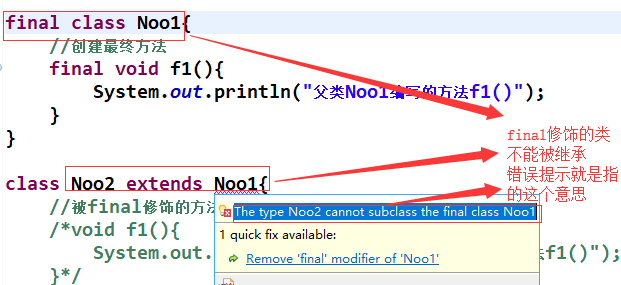 final class Noo1{
//创建最终方法
final void f1(){
System.out.println("父类Noo1编写的方法f1()");
}
}
final修饰的类
不能被继承
错误提示就是指
的这个意思
class Noo2 extends Noo1{
//被final修饰的方法
The type Noo2 cannot subclass the final class Noo1
/*void f1(){
1 quick fix available:
System.out.
法f1()");
Remove 'final' modifier of 'Noo1'
}*/